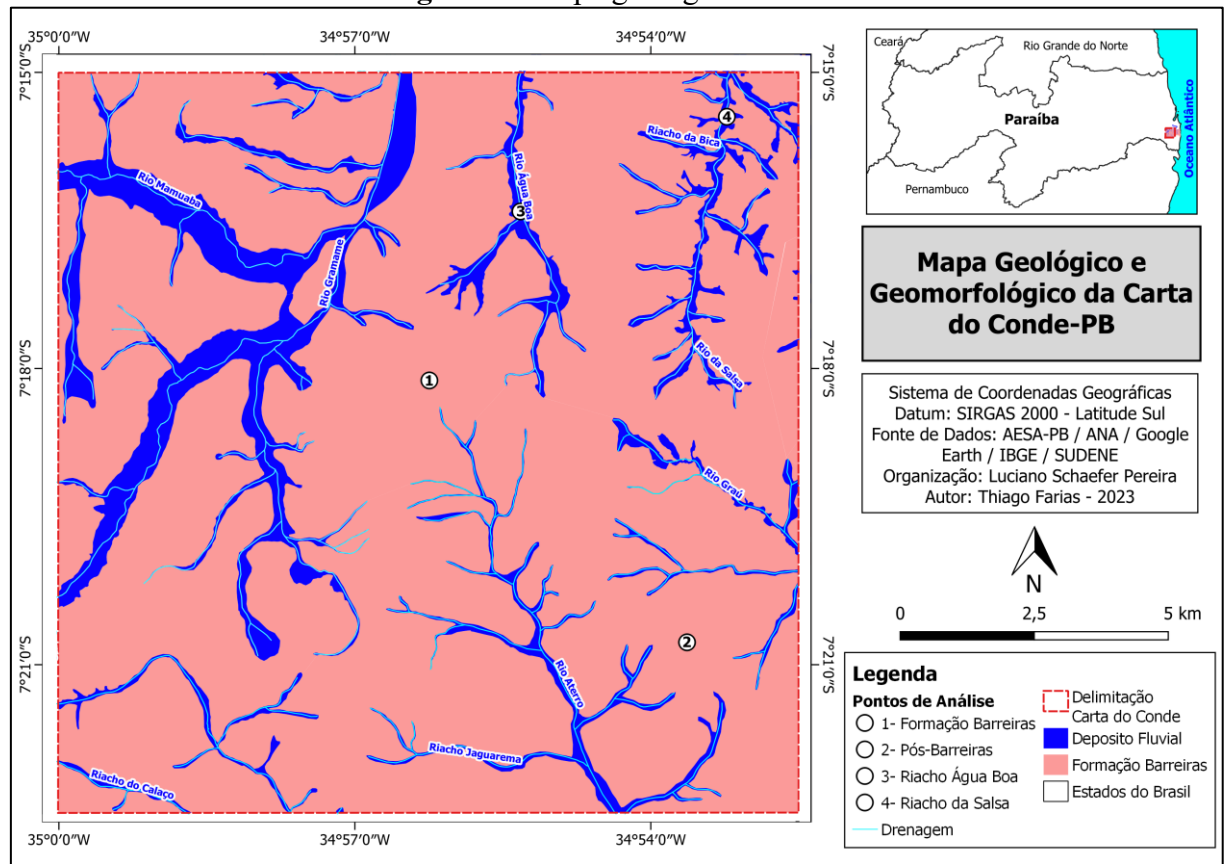 35°0′0″W
34°57′0″W
34°54′0″W
7°15′0″S
7°15′0″S
7°18′0″S
7°18′0″S
7°21′0″S
7°21′0″S
35°0′0″W
34°57′0″W
34°54′0″W
Rio Mamuaba
Rio Gramame
Rio Água Boa
Riacho da Bica
Rio da Salsa
Rio Graú
Rio Aterro
Riacho Jaguarema
Riacho do Calaço
4
3
1
2
Ceará
Rio Grande do Norte
Paraíba
Pernambuco
Oceano Atlântico
Mapa Geológico e
Geomorfológico da Carta
do Conde-PB
Sistema de Coordenadas Geográficas
Datum: SIRGAS 2000 - Latitude Sul
Fonte de Dados: AESA-PB / ANA / Google
Earth / IBGE / SUDENE
Organização: Luciano Schaefer Pereira
Autor: Thiago Farias - 2023
N
0 2,5 5 km
Legenda
Pontos de Análise
1- Formação Barreiras
2- Pós-Barreiras
3- Riacho Água Boa
4- Riacho da Salsa
Drenagem
Delimitação
Carta do Conde
Deposito Fluvial
Formação Barreiras
Estados do Brasil